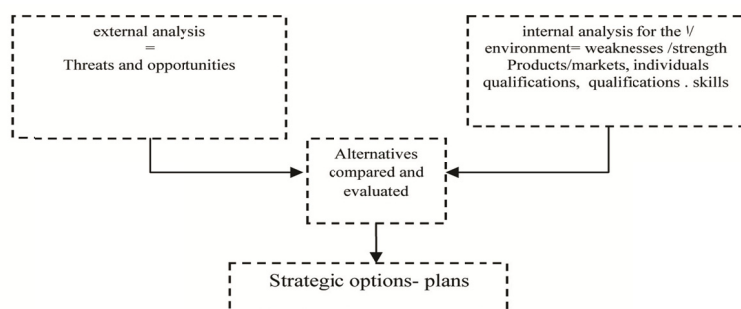 external analysis
=
Threats and opportunities
internal analysis for the \/
environment= weaknesses /strength
Products/markets, individuals
qualifications, qualifications . skills
Alternatives
compared and
evaluated
Strategic options- plans